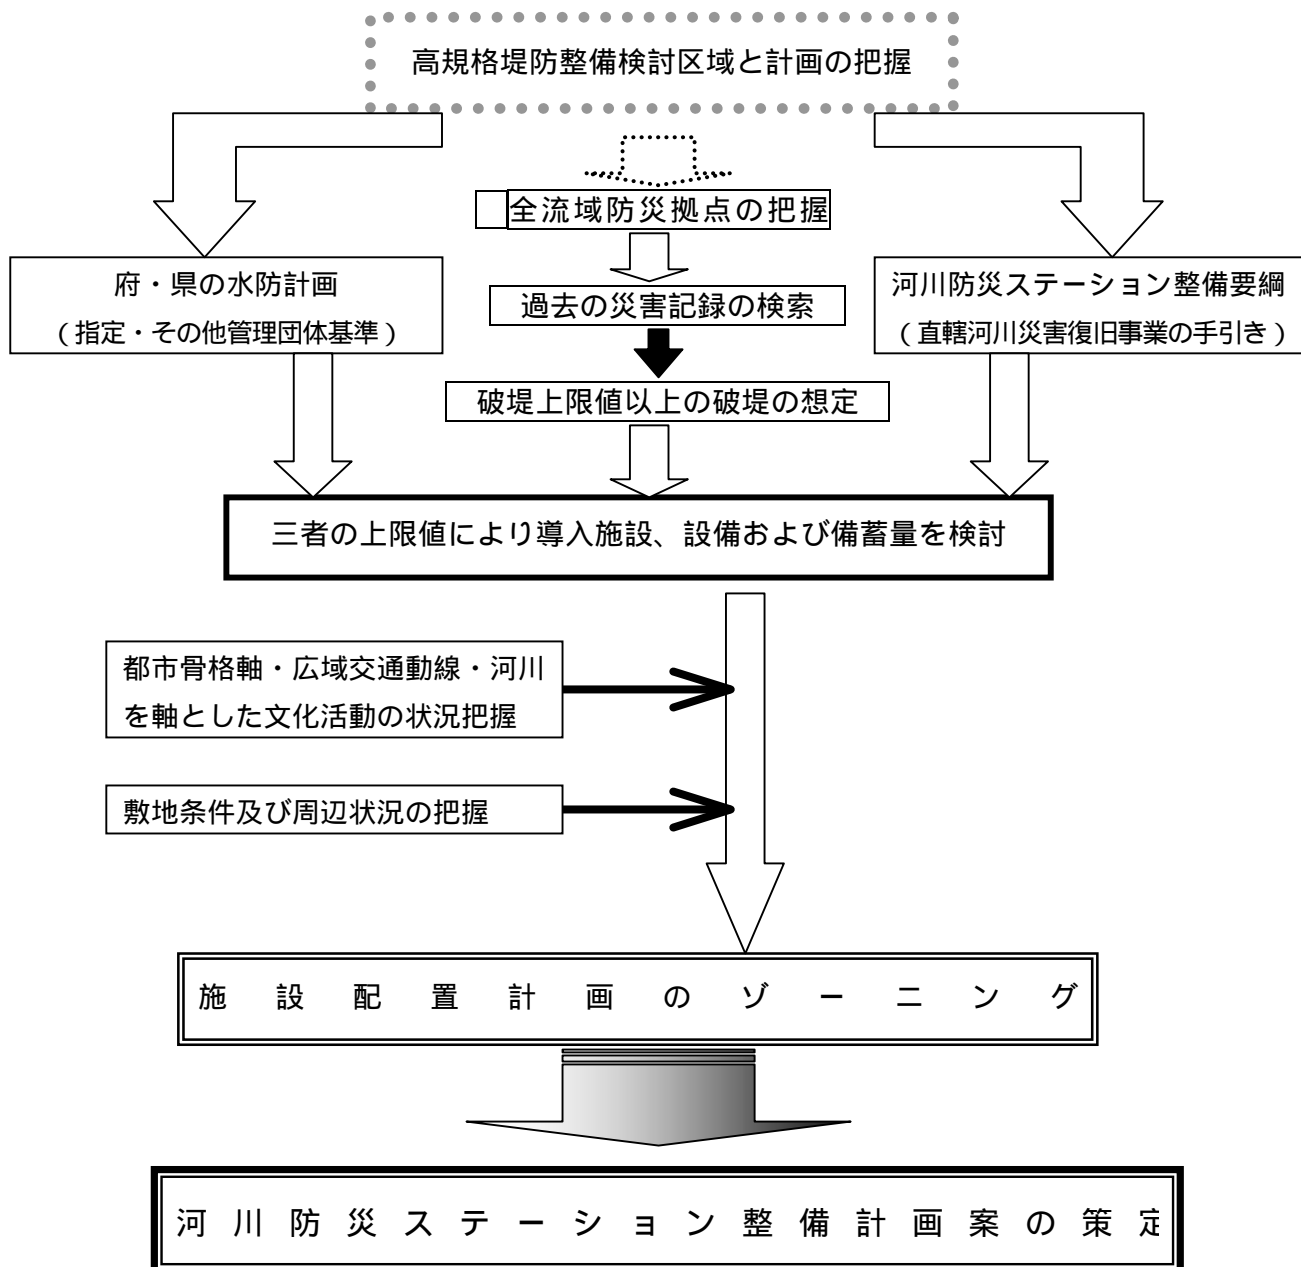 高規格堤防整備検討区域と計画の把握
全流域防災拠点の把握
府・県の水防計画
（指定・その他管理団体基準）
過去の災害記録の検索
河川防災ステーション整備要綱
（直轄河川災害復旧事業の手引き）
破堤上限値以上の破堤の想定
三者の上限値により導入施設、設備および備蓄量を検討
都市骨格軸・広域交通動線・河川
を軸とした文化活動の状況把握
敷地条件及び周辺状況の把握
施設配置計画のゾーニング
河川防災ステーション整備計画案の策定